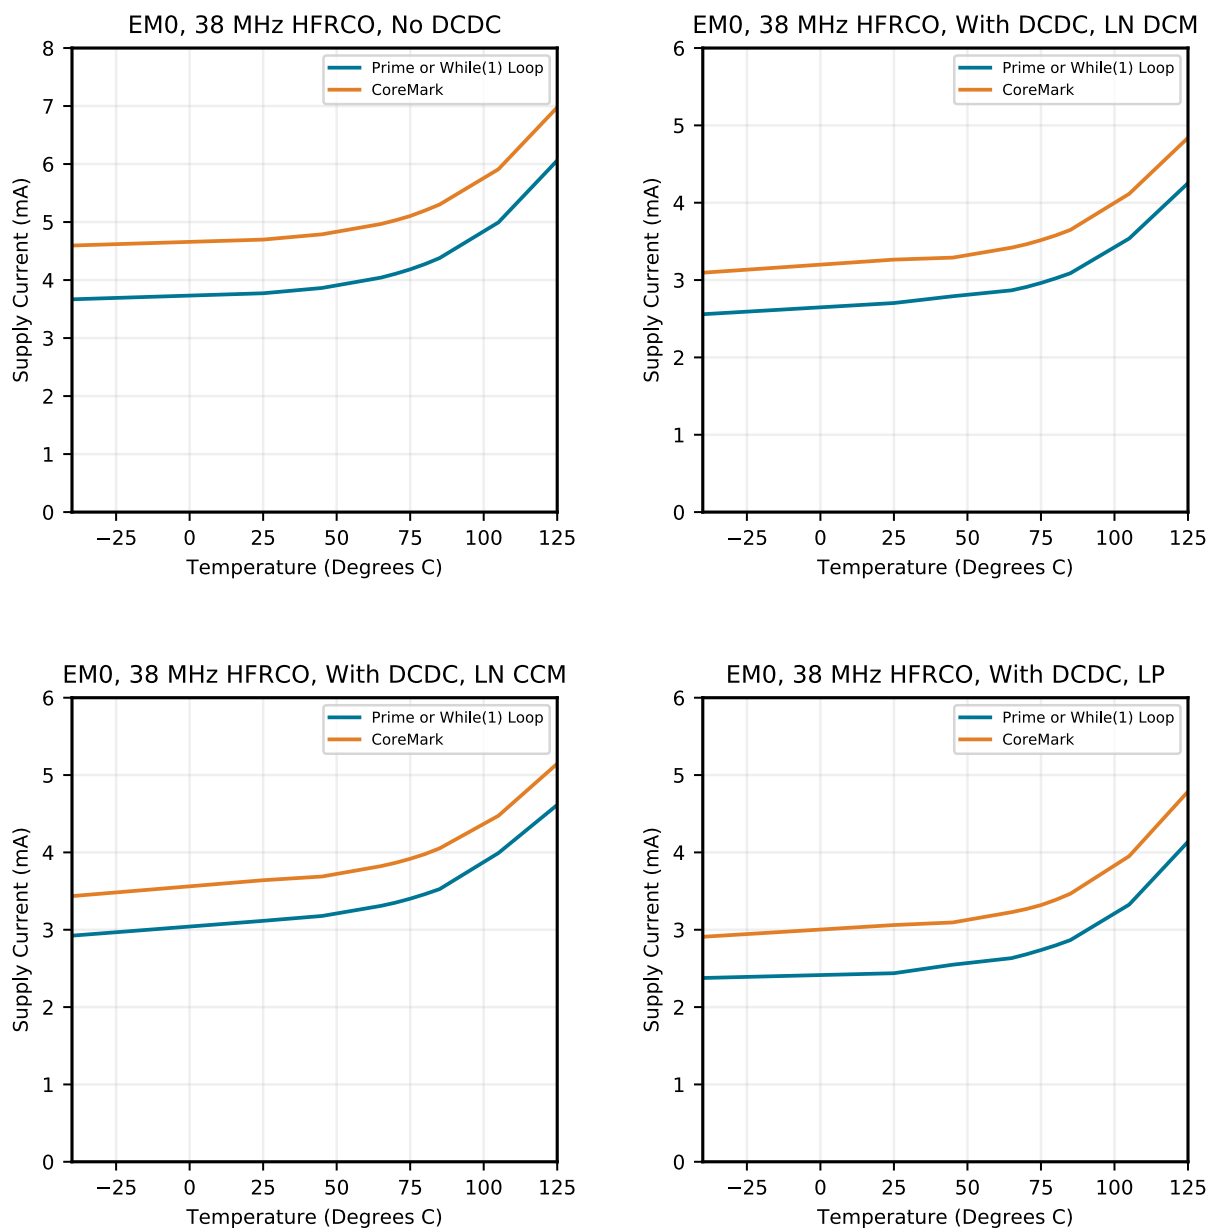 EM0, 38 MHz HFRCO, No DCDC
8
7
6
5
4
3
2
1
0
Supply Current (mA)
Prime or While(1) Loop
CoreMark
−25 0 25 50 75 100 125
Temperature (Degrees C)
EM0, 38 MHz HFRCO, With DCDC, LN DCM
6
5
4
3
2
1
0
Supply Current (mA)
Prime or While(1) Loop
CoreMark
−25 0 25 50 75 100 125
Temperature (Degrees C)
EM0, 38 MHz HFRCO, With DCDC, LN CCM
6
5
4
3
2
1
0
Supply Current (mA)
Prime or While(1) Loop
CoreMark
−25 0 25 50 75 100 125
Temperature (Degrees C)
EM0, 38 MHz HFRCO, With DCDC, LP
6
5
4
3
2
1
0
Supply Current (mA)
Prime or While(1) Loop
CoreMark
−25 0 25 50 75 100 125
Temperature (Degrees C)